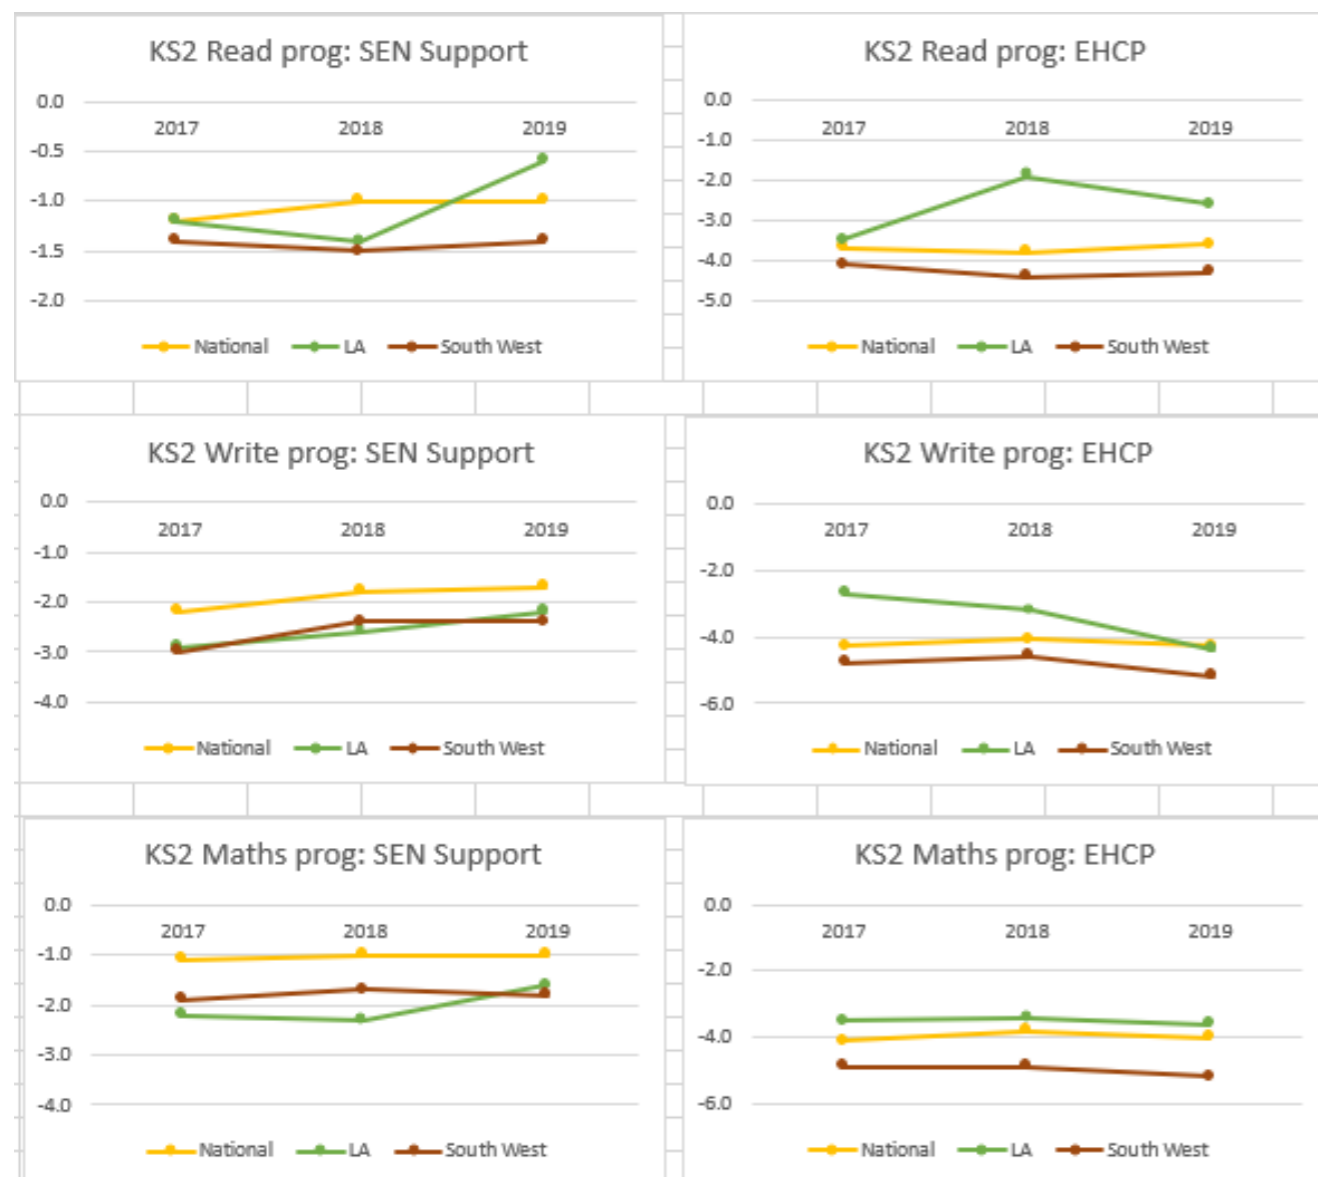 KS2 Read prog: SEN Support
0.0
2017 2018 2019
-0.5
-1.0
-1.5
-2.0
National LA South West
KS2 Read prog: EHCP
0.0
2017 2018 2019
-1.0
-2.0
-3.0
-4.0
-5.0
National LA South West
KS2 Write prog: SEN Support
0.0
2017 2018 2019
-1.0
-2.0
-3.0
-4.0
National LA South West
KS2 Write prog: EHCP
0.0
2017 2018 2019
-2.0
-4.0
-6.0
National LA South West
KS2 Maths prog: SEN Support
0.0
2017 2018 2019
-1.0
-2.0
-3.0
-4.0
National LA South West
KS2 Maths prog: EHCP
0.0
2017 2018 2019
-2.0
-4.0
-6.0
National LA South West